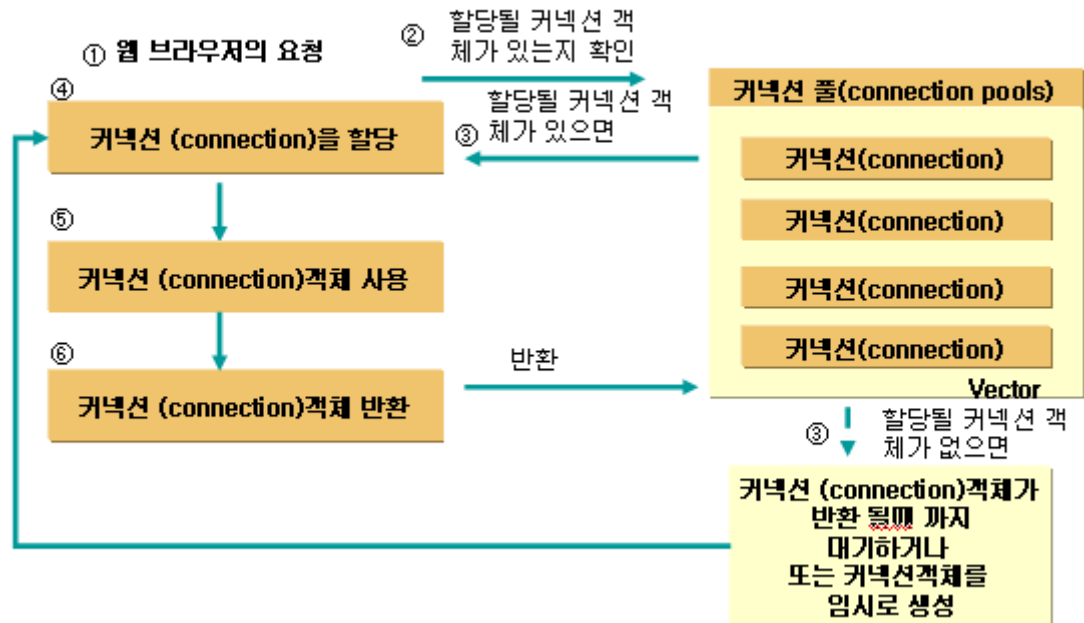 ① 웹 브라우저의 요청
② 할당될 커넥션 객
체가 있는지 확인
④
커넥션 (connection)을 할당
할당될 커넥션 객
③ 체가 있으면
커넥션 풀(connection pools)
커넥션(connection)
커넥션(connection)
커넥션(connection)
커넥션(connection)
Vector
⑤
커넥션 (connection)객체 사용
⑥
커넥션 (connection)객체 반환
반환
③ 할당될 커넥션 객
체가 없으면
커넥션 (connection)객체가
반환 될때 까지
대기하거나
또는 커넥션객체를
임시로 생성